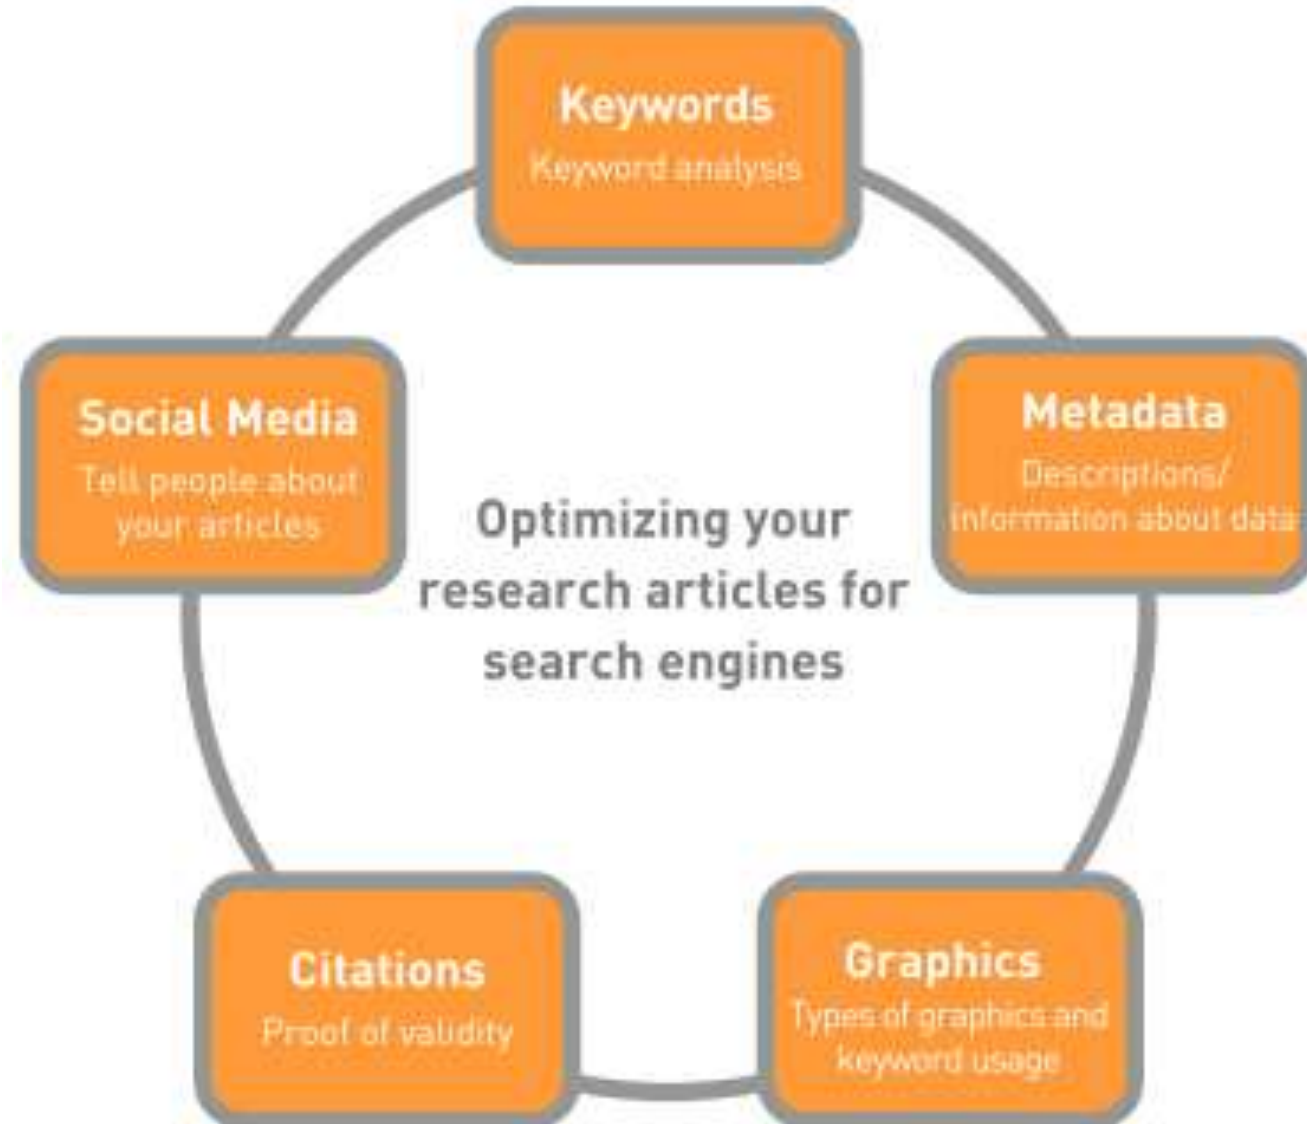 Keywords
Keyword analysis
Social Media
Tell people about
your articles
Metadata
Descriptions/
information about data
Optimizing your
research articles for
search engines
Citations
Proof of validity
Graphics
Types of graphics and
keyword usage